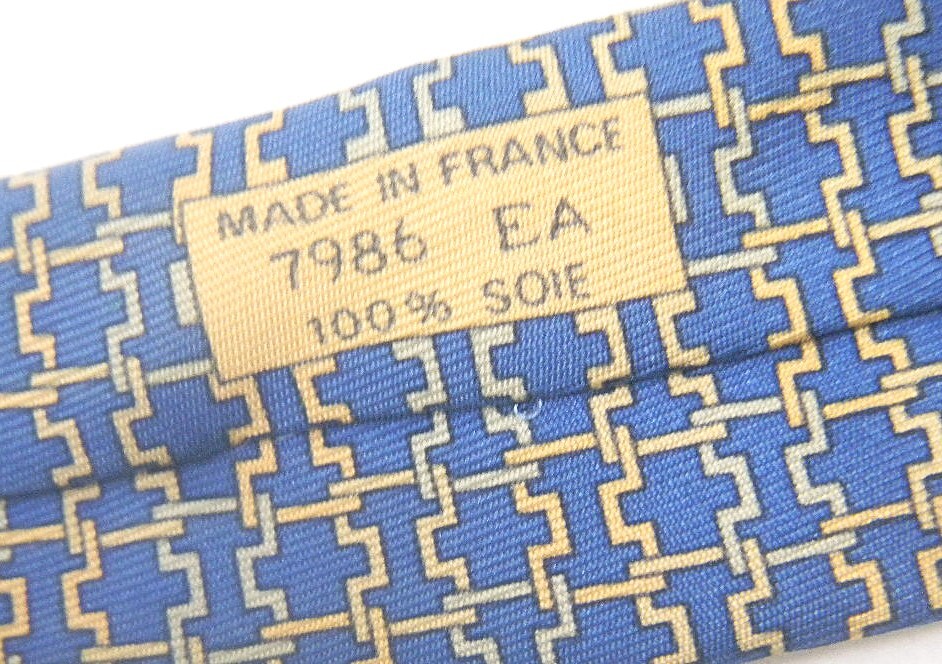 MADE IN FRANCE
7986 EA
100% SOIE